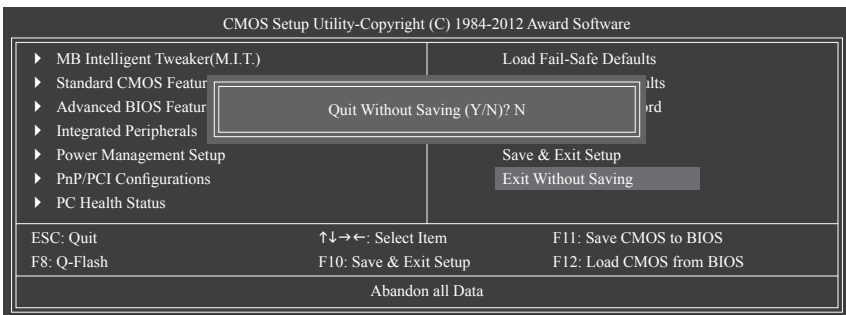 CMOS Setup Utility-Copyright (C) 1984-2012 Award Software
MB Intelligent Tweaker(M.I.T.)
Load Fail-Safe Defaults
Standard CMOS Featur
ults
Advanced BIOS Featur
ord
Quit Without Saving (Y/N)? N
Integrated Peripherals
Power Management Setup
Save & Exit Setup
PnP/PCI Configurations
Exit Without Saving
PC Health Status
ESC: Quit
↑↓→←: Select Item
F11: Save CMOS to BIOS
F8: Q-Flash
F10: Save & Exit Setup
F12: Load CMOS from BIOS
Abandon all Data